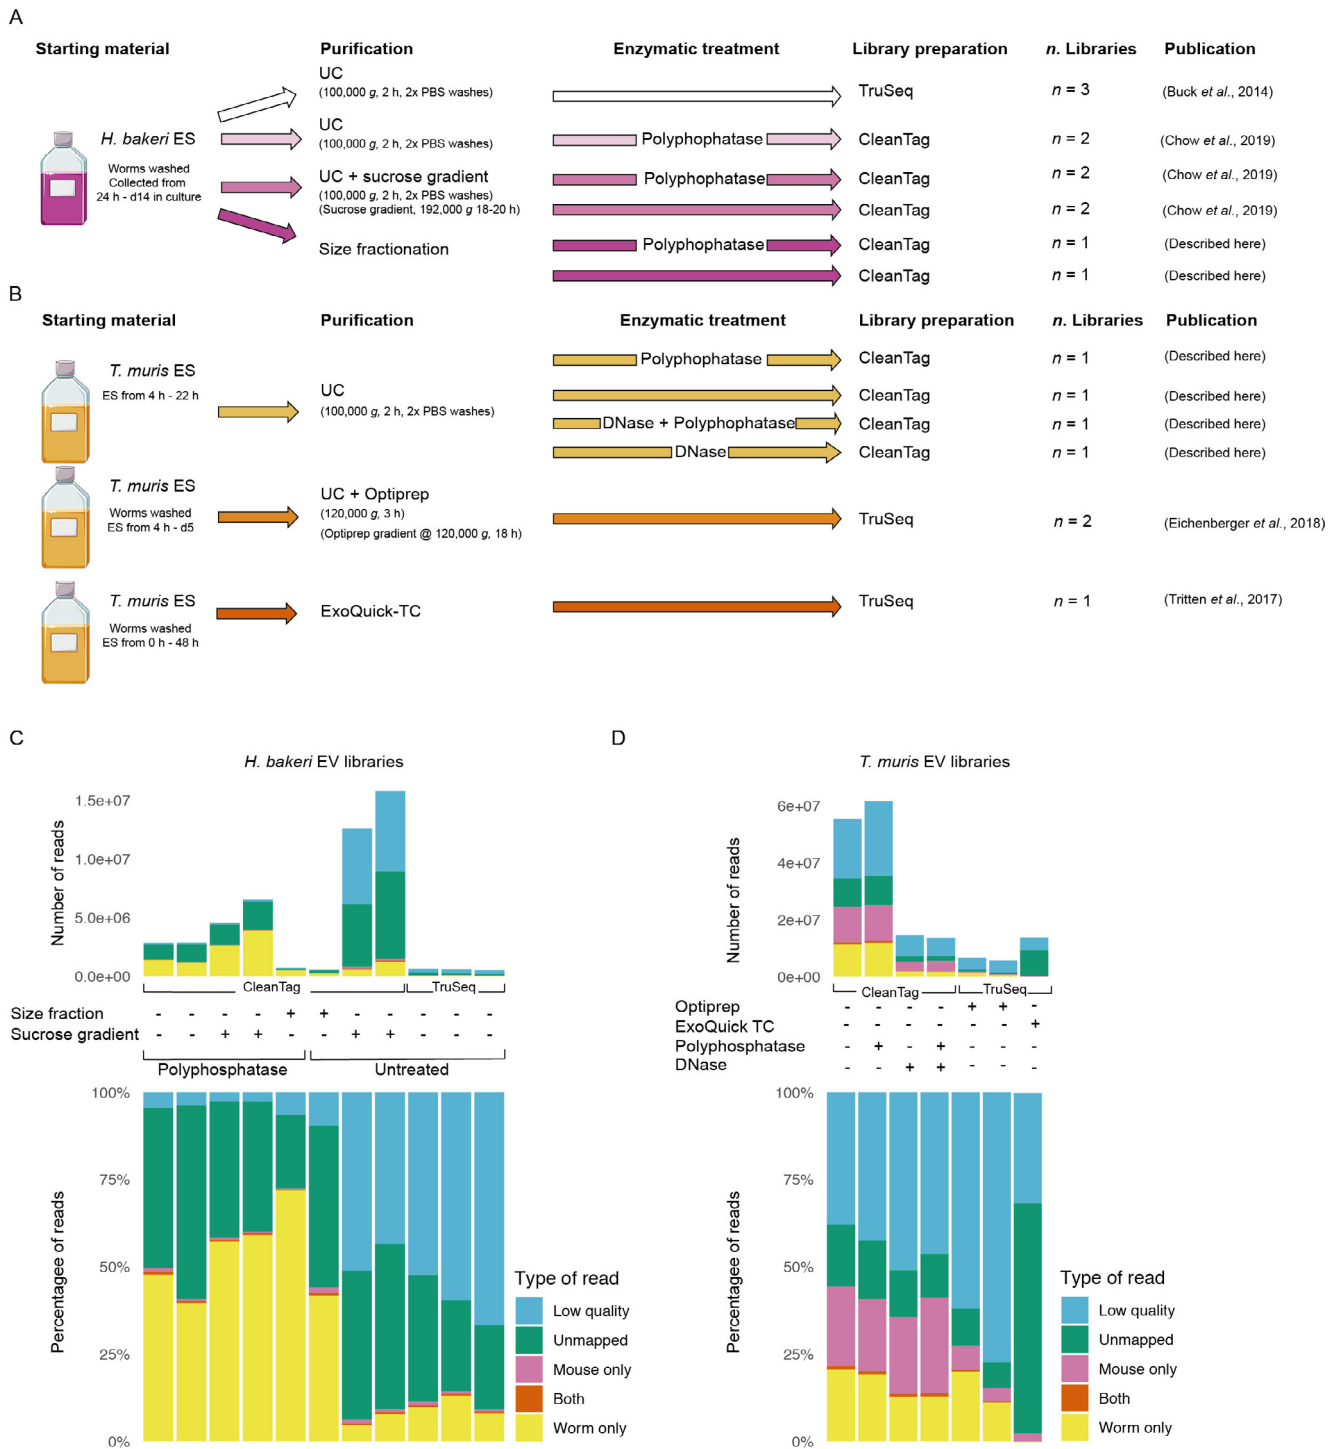 A
Starting material Purification Enzymatic treatment Library preparation n. Libraries Publication
UC
(100,000 g, 2 h, 2x PBS washes)
TruSeq n = 3 (Buck et al., 2014)
H. bakeri ES
Worms washed
Collected from
24 h - d14 in culture
UC
(100,000 g, 2 h, 2x PBS washes)
Polyphophatase CleanTag n = 2 (Chow et al., 2019)
UC + sucrose gradient
(100,000 g, 2 h, 2x PBS washes)
(Sucrose gradient, 192,000 g 18-20 h)
Polyphophatase CleanTag n = 2 (Chow et al., 2019)
CleanTag n = 2 (Chow et al., 2019)
Size fractionation
Polyphophatase CleanTag n = 1 (Described here)
CleanTag n = 1 (Described here)
B
Starting material Purification Enzymatic treatment Library preparation n. Libraries Publication
T. muris ES
ES from 4 h - 22 h
UC
(100,000 g, 2 h, 2x PBS washes)
Polyphophatase CleanTag n = 1 (Described here)
CleanTag n = 1 (Described here)
DNase + Polyphophatase CleanTag n = 1 (Described here)
DNase CleanTag n = 1 (Described here)
T. muris ES
Worms washed
ES from 4 h - d5
UC + Optiprep
(120,000 g, 3 h)
(Optiprep gradient @ 120,000 g, 18 h)
TruSeq n = 2 (Eichenberger et al., 2018)
T. muris ES
Worms washed
ES from 0 h - 48 h
ExoQuick-TC
TruSeq n = 1 (Tritten et al., 2017)
C
H. bakeri EV libraries
Number of reads
1.5e+07
1.0e+07
5.0e+06
0.0e+00
CleanTag TruSeq
Size fraction - - - - + + - - - - -
Sucrose gradient - - + + - - + + - - -
Polyphosphatase Untreated
Percentagee of reads
100%
75%
50%
25%
0%
Type of read
Low quality
Unmapped
Mouse only
Both
Worm only
D
T. muris EV libraries
Number of reads
6e+07
4e+07
2e+07
0e+00
CleanTag TruSeq
Optiprep - - - - + + -
ExoQuick TC - - - - - - +
Polyphosphatase - + - + - - -
DNase - - + + - - -
Percentage of reads
100%
75%
50%
25%
0%
Type of read
Low quality
Unmapped
Mouse only
Both
Worm only